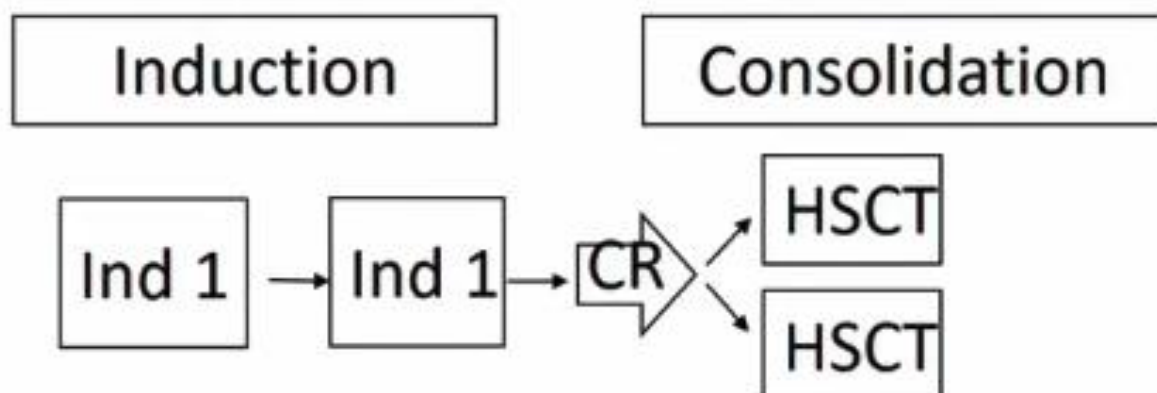 Induction
Consolidation
Ind 1
Ind 1
CR
HSCT
HSCT